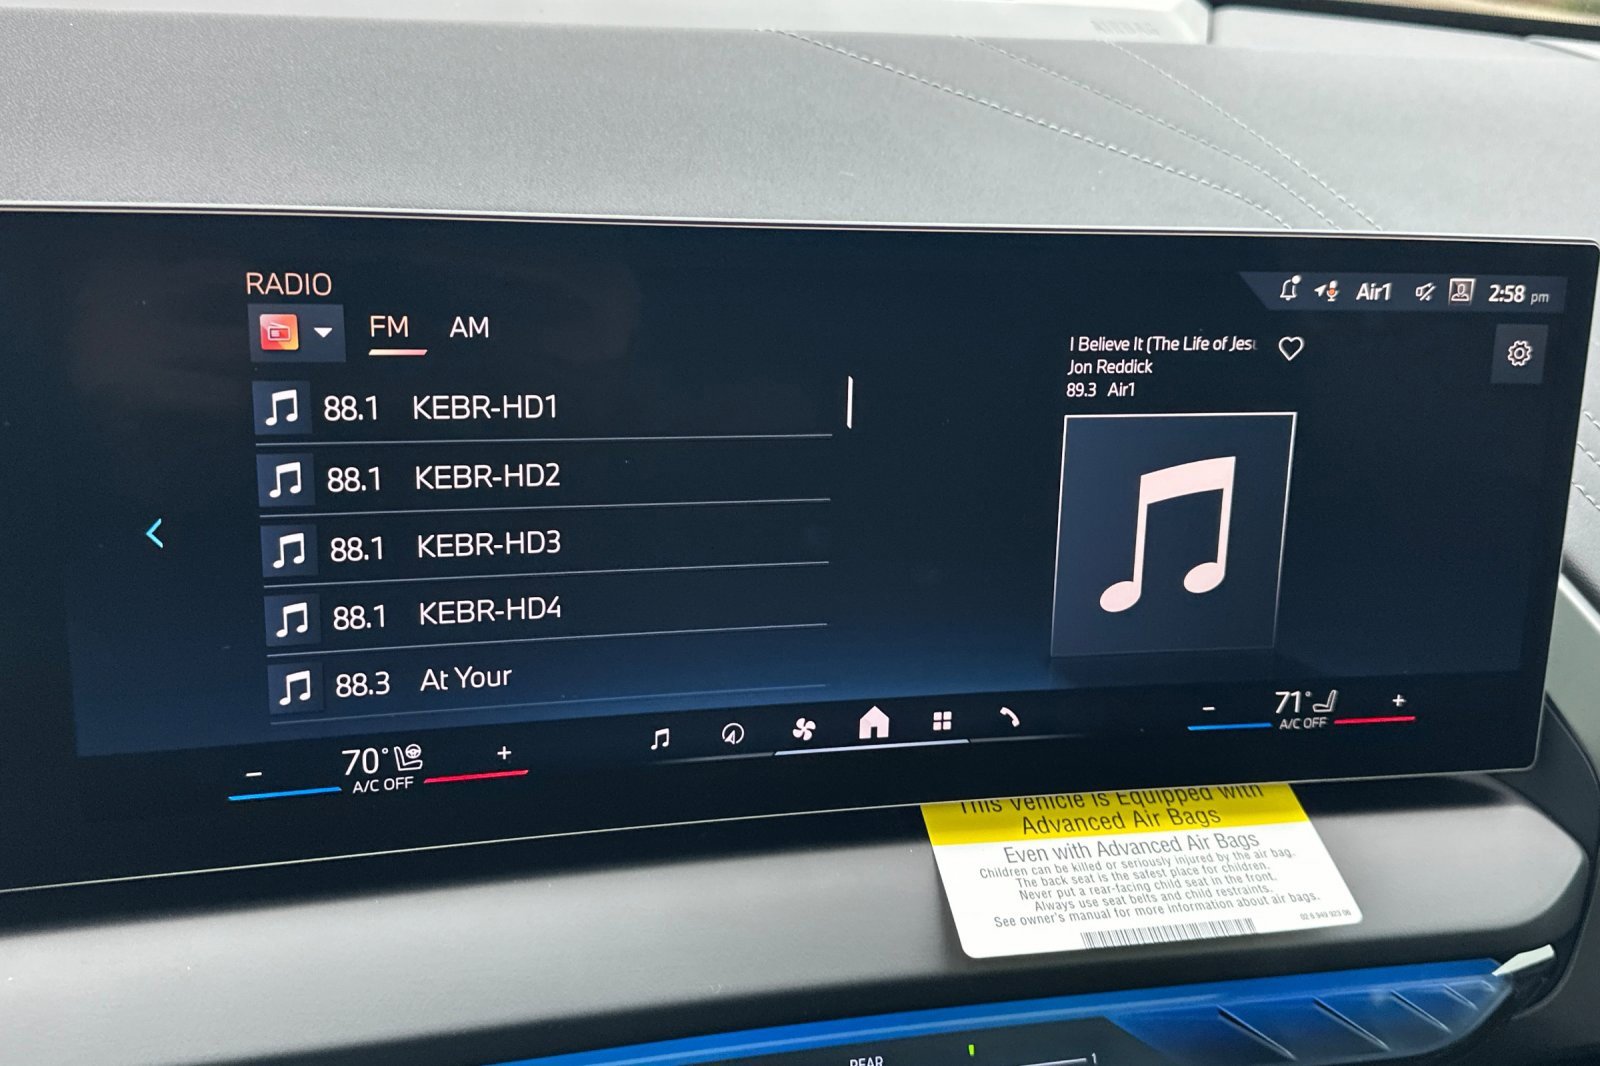 AIRBAG
RADIO
FM AM
88.1 KEBR-HD1
88.1 KEBR-HD2
88.1 KEBR-HD3
88.1 KEBR-HD4
88.3 At Your
Air1 2:58 pm
I Believe It (The Life of Jesu
Jon Reddick
89.3 Air1
− 70° +
A/C OFF
− 71° +
A/C OFF
This Vehicle is Equipped with
Advanced Air Bags
Even with Advanced Air Bags
Children can be killed or seriously injured by the air bag.
The back seat is the safest place for children.
Never put a rear-facing child seat in the front.
Always use seat belts and child restraints.
See owner's manual for more information about air bags.
REAR
1